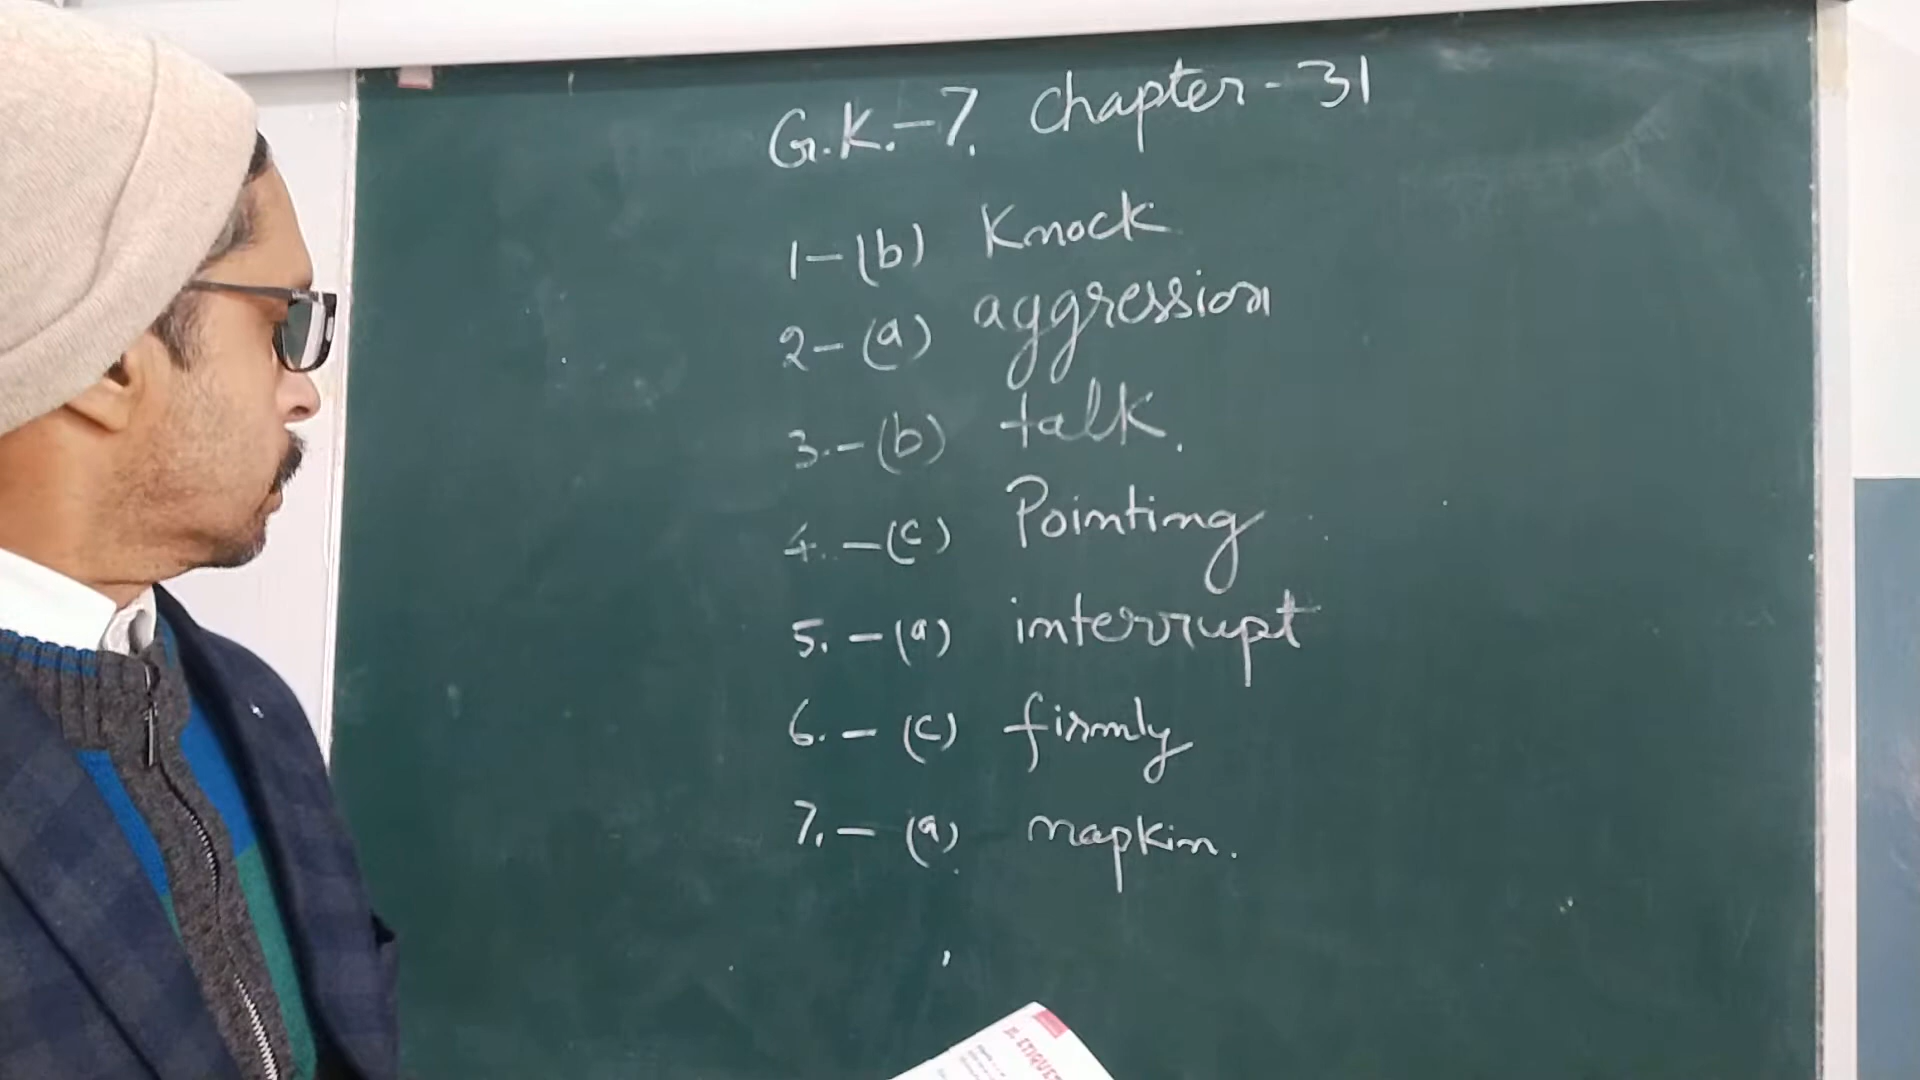 G.K.-7. Chapter-31
1-(b) Knock
2-(a) aggression
3.-(b) talk.
4.-(c) Pointing
5.-(a) interrupt
6.-(c) firmly
7.-(a) napkin.